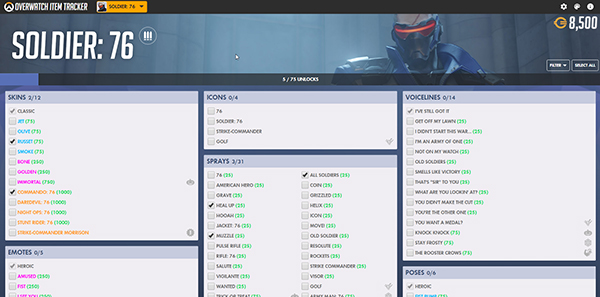 OVERWATCH ITEM TRACKER
SOLDIER: 76
8,500
SOLDIER: 76
FILTER
SELECT ALL
5 / 75 UNLOCKS
SKINS 2/12
CLASSIC
JET (75)
OLIVE (75)
RUSSET (75)
SMOKE (75)
BONE (250)
GOLDEN (250)
IMMORTAL (750)
COMMANDO: 76 (1000)
DAREDEVIL: 76 (1000)
NIGHT OPS: 76 (1000)
STUNT RIDER: 76 (1000)
STRIKE-COMMANDER MORRISON
EMOTES 0/5
HEROIC
AMUSED (250)
FIST (250)
ICONS 0/4
76
SOLDIER: 76
STRIKE-COMMANDER
GOLF
SPRAYS 3/31
76 (25)
AMERICAN HERO (25)
GRAVE (25)
HEAL UP (25)
HOOAH (25)
JACKET: 76 (25)
MUZZLE (25)
PULSE RIFLE (25)
RIFLE: 76 (25)
SALUTE (25)
VIGILANTE (25)
WANTED (25)
TRICK OR TREAT
ALL SOLDIERS (25)
COIN (25)
GRIZZLED (25)
HELIX (25)
ICON (25)
MOVE! (25)
OLD SOLDIER (25)
RESOLUTE (25)
ROCKETS (25)
STRIKE COMMANDER (25)
VISOR (25)
GOLF
ARMY MAN: 76
VOICELINES 0/14
I'VE STILL GOT IT
GET OFF MY LAWN (25)
I DIDN'T START THIS WAR... (25)
I'M AN ARMY OF ONE (25)
NOT ON MY WATCH (25)
OLD SOLDIERS (25)
SMELLS LIKE VICTORY (25)
THAT'S "SIR" TO YOU (25)
WHAT ARE YOU LOOKIN' AT? (25)
YOU DIDN'T MAKE THE CUT (25)
YOU'RE THE OTHER ONE (25)
YOU WANT A MEDAL?
KNOCK KNOCK (75)
STAY FROSTY (75)
THE ROOSTER CROWS (75)
POSES 0/6
HEROIC